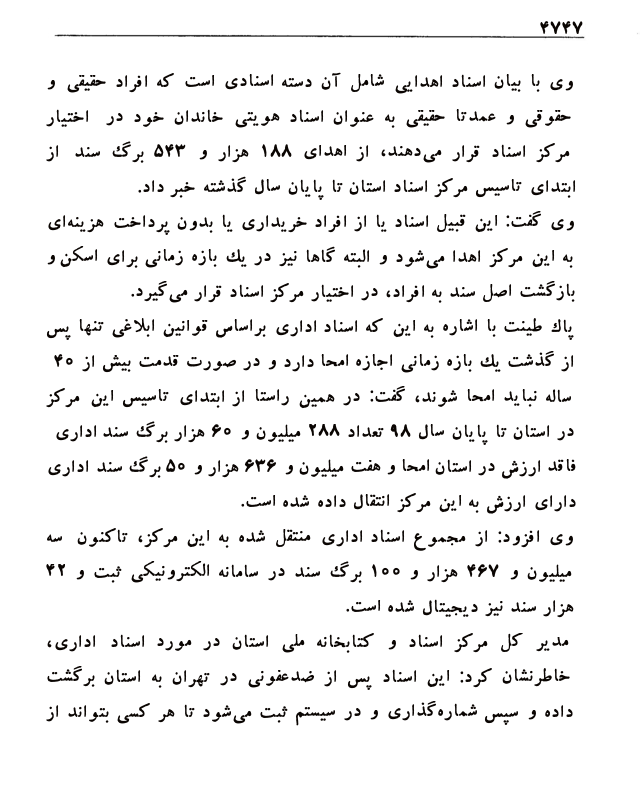 ۴۷۴۷
وی با بیان اسناد اهدایی شامل آن دسته اسنادی است که افراد حقیقی و
حقوقی و عمدتا حقیقی به عنوان اسناد هویتی خاندان خود در اختیار
مرکز اسناد قرار می‌دهند، از اهدای ۱۸۸ هزار و ۵۴۳ برگ سند از
ابتدای تاسیس مرکز اسناد استان تا پایان سال گذشته خبر داد.
وی گفت: این قبیل اسناد یا از افراد خریداری یا بدون پرداخت هزینه‌ای
به این مرکز اهدا می‌شود و البته گاها نیز در یك بازه زمانی برای اسکن و
بازگشت اصل سند به افراد، در اختیار مرکز اسناد قرار می‌گیرد.
پاك طینت با اشاره به این که اسناد اداری براساس قوانین ابلاغی تنها پس
از گذشت یك بازه زمانی اجازه امحا دارد و در صورت قدمت بیش از ۴۰
ساله نباید امحا شوند، گفت: در همین راستا از ابتدای تاسیس این مرکز
در استان تا پایان سال ۹۸ تعداد ۲۸۸ میلیون و ۶۰ هزار برگ سند اداری
فاقد ارزش در استان امحا و هفت میلیون و ۶۳۶ هزار و ۵۰ برگ سند اداری
دارای ارزش به این مرکز انتقال داده شده است.
وی افزود: از مجموع اسناد اداری منتقل شده به این مرکز، تاکنون سه
میلیون و ۴۶۷ هزار و ۱۰۰ برگ سند در سامانه الکترونیکی ثبت و ۴۲
هزار سند نیز دیجیتال شده است.
مدیر کل مرکز اسناد و کتابخانه ملی استان در مورد اسناد اداری،
خاطرنشان کرد: این اسناد پس از ضدعفونی در تهران به استان برگشت
داده و سپس شماره‌گذاری و در سیستم ثبت می‌شود تا هر کسی بتواند از